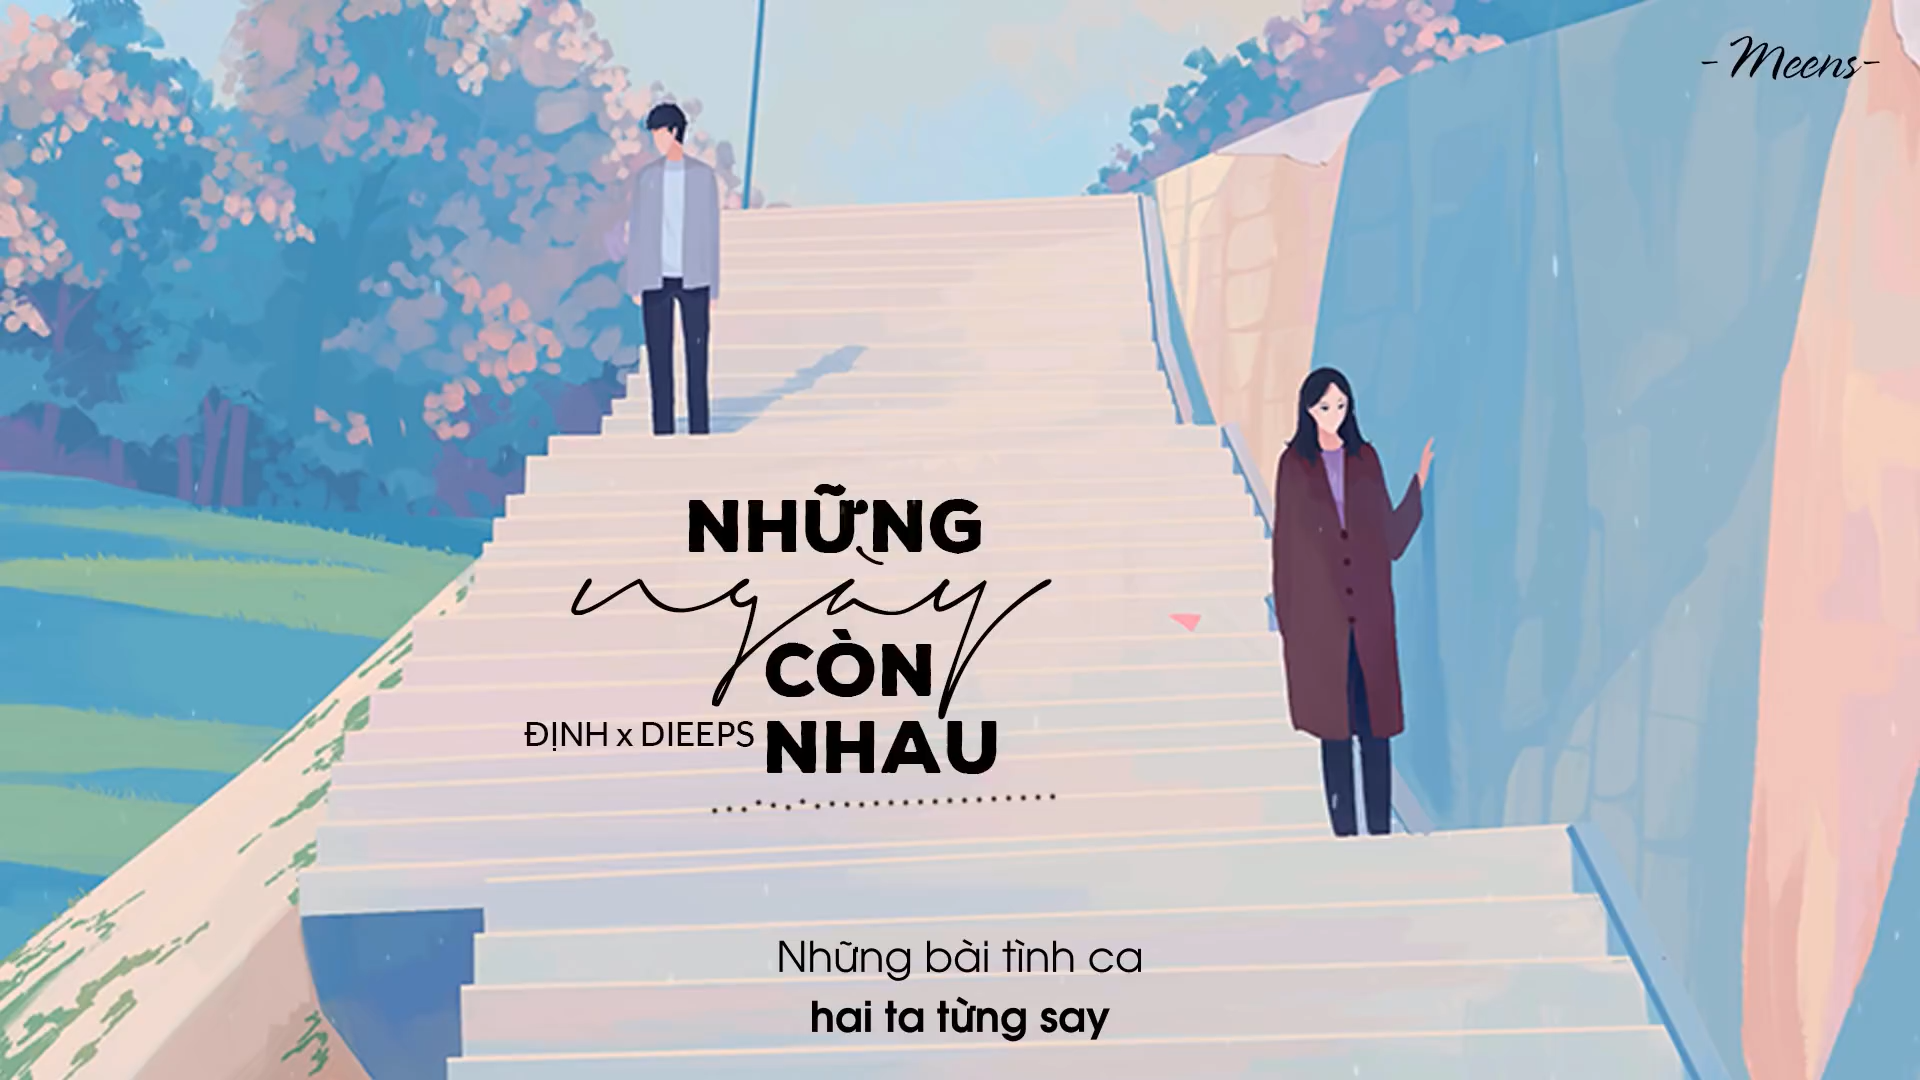 -Meens-
NHỮNG
ngày
CÒN
ĐỊNH x DIEEPS NHAU
Những bài tình ca
hai ta từng say